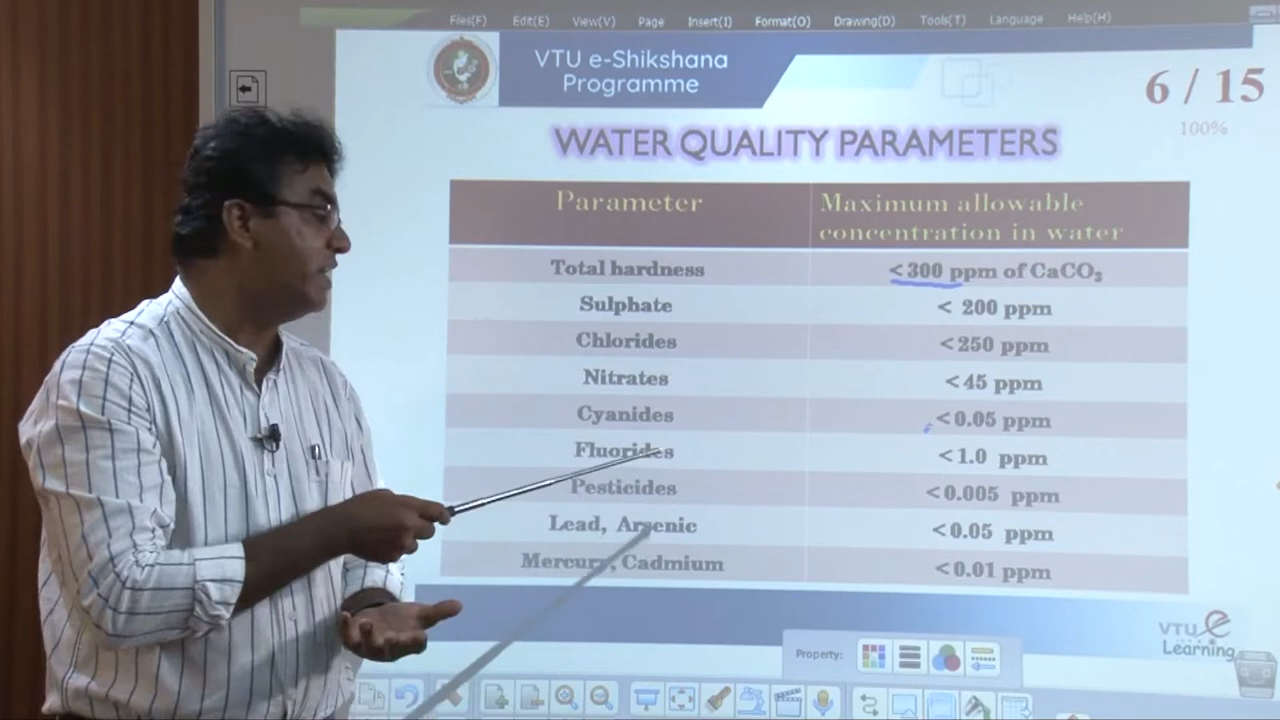 Files(F) Edit(E) View(V) Page Insert(I) Format(O) Drawing(D) Tools(T) Language Help(H)
VTU e-Shikshana
Programme
6 / 15
100%
WATER QUALITY PARAMETERS
Parameter
Maximum allowable
concentration in water
Total hardness < 300 ppm of CaCO₃
Sulphate < 200 ppm
Chlorides < 250 ppm
Nitrates < 45 ppm
Cyanides < 0.05 ppm
Fluorides < 1.0 ppm
Pesticides < 0.005 ppm
Lead, Arsenic < 0.05 ppm
Mercury, Cadmium < 0.01 ppm
VTU e
Learning
Property: